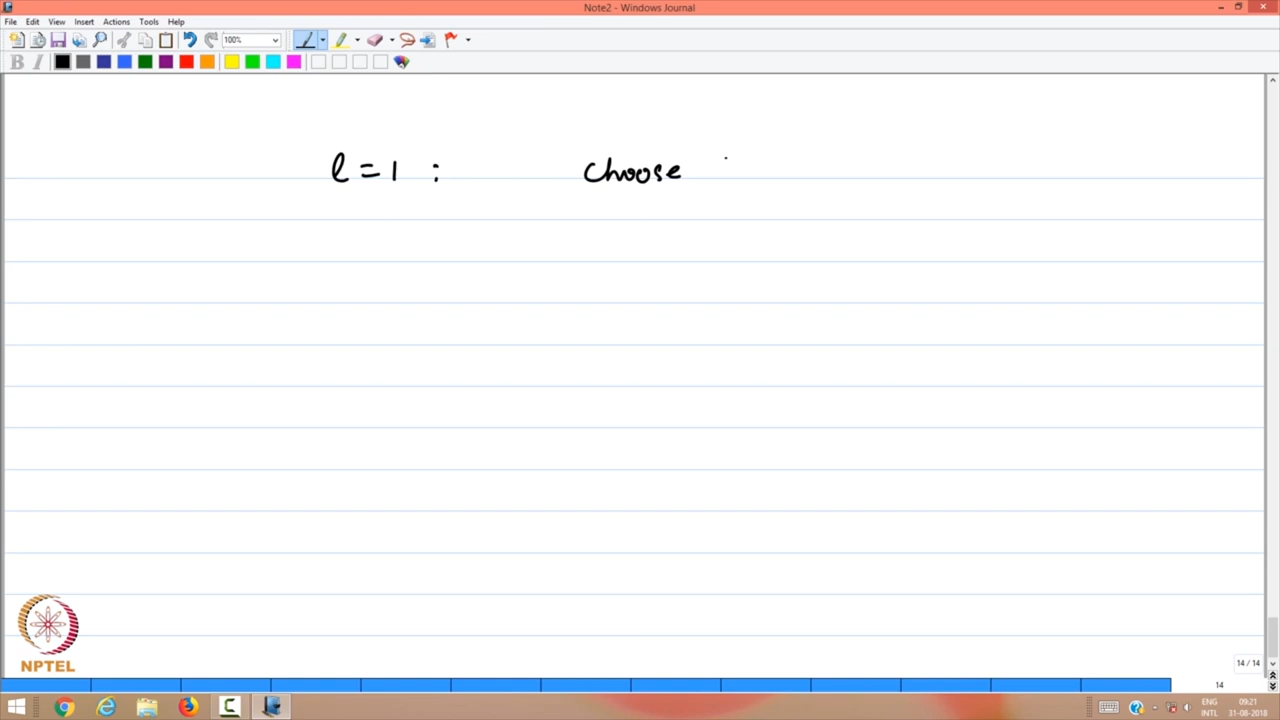 Note2 - Windows Journal
File Edit View Insert Actions Tools Help
100%
B I
l = 1 : choose
NPTEL
14 / 14
14
ENG 09:21
INTL 31-08-2018